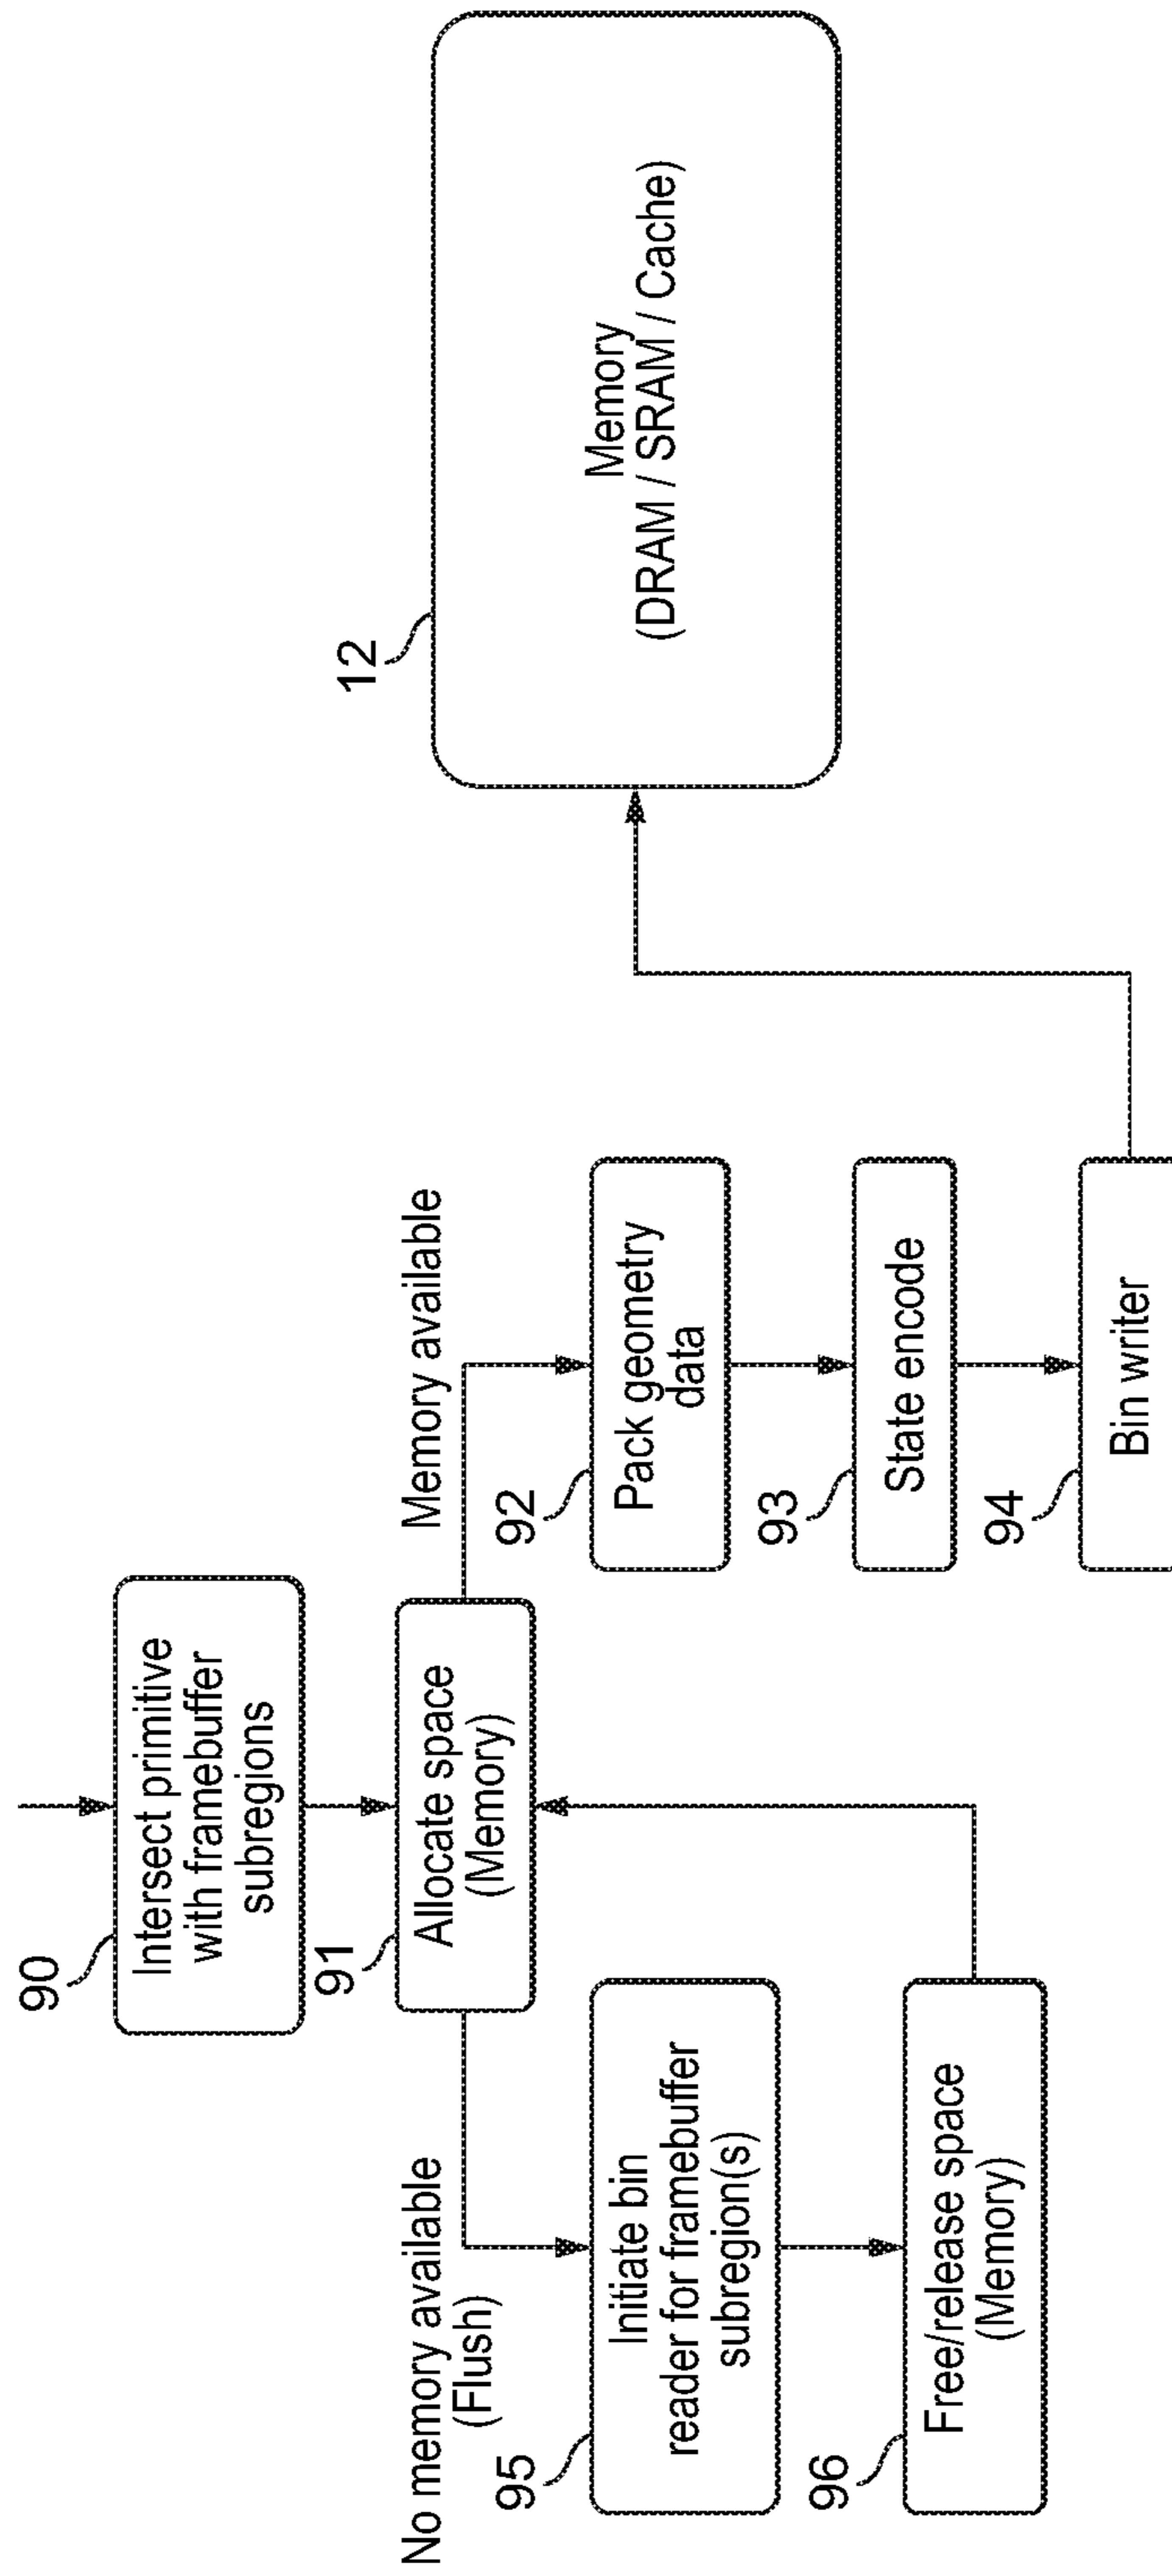 90
Intersect primitive
with framebuffer
subregions
91
Allocate space
(Memory)
No memory available
(Flush)
Memory available
95
Initiate bin
reader for framebuffer
subregion(s)
96
Free/release space
(Memory)
92
Pack geometry
data
93
State encode
94
Bin writer
12
Memory
(DRAM / SRAM / Cache)